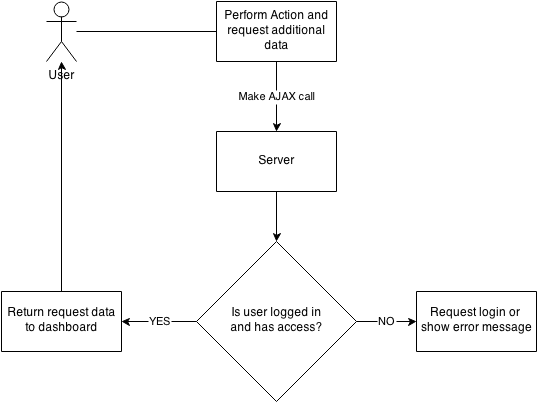 Perform Action and
request additional
data
User
Make AJAX call
Server
Return request data
to dashboard
YES
Is user logged in
and has access?
NO
Request login or
show error message